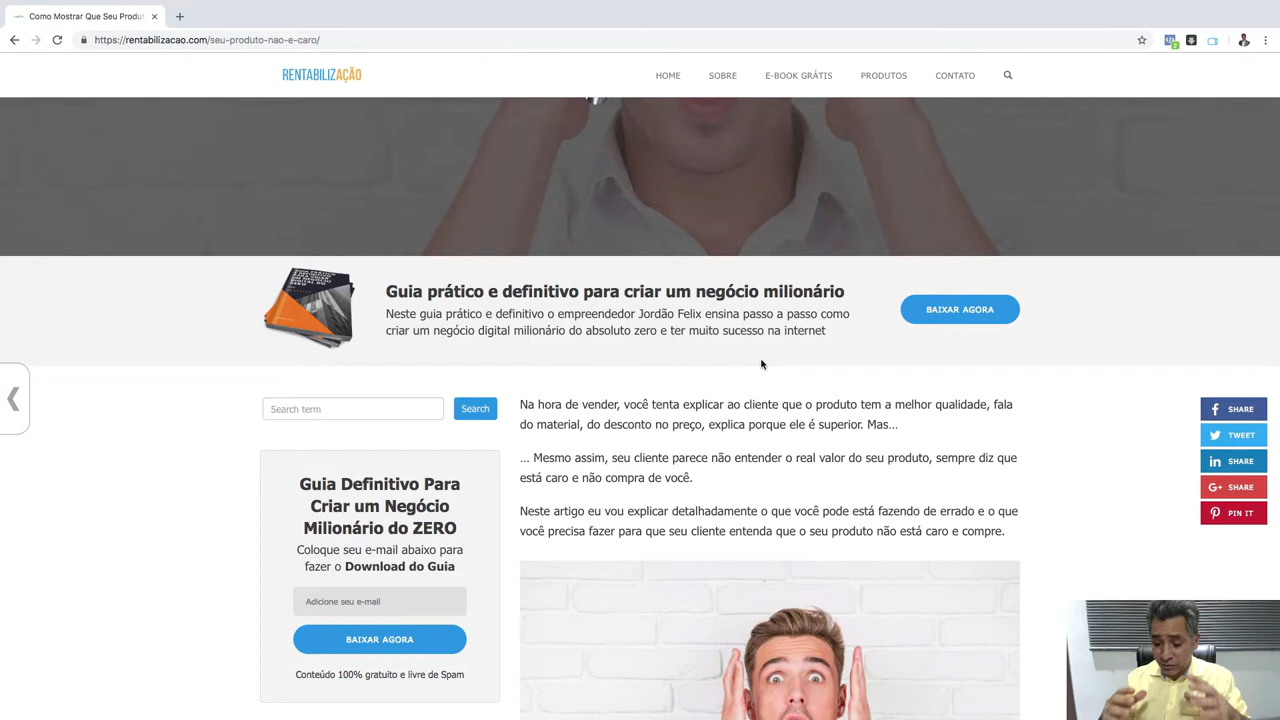 Como Mostrar Que Seu Produt
https://rentabilizacao.com/seu-produto-nao-e-caro/
2
RENTABILIZAÇÃO
HOME
SOBRE
E-BOOK GRÁTIS
PRODUTOS
CONTATO
Guia prático e definitivo para criar um negócio milionário
Neste guia prático e definitivo o empreendedor Jordão Felix ensina passo a passo como
criar um negócio digital milionário do absoluto zero e ter muito sucesso na internet
BAIXAR AGORA
Search term
Search
Guia Definitivo Para
Criar um Negócio
Milionário do ZERO
Coloque seu e-mail abaixo para
fazer o Download do Guia
Adicione seu e-mail
BAIXAR AGORA
Conteúdo 100% gratuito e livre de Spam
Na hora de vender, você tenta explicar ao cliente que o produto tem a melhor qualidade, fala
do material, do desconto no preço, explica porque ele é superior. Mas…
… Mesmo assim, seu cliente parece não entender o real valor do seu produto, sempre diz que
está caro e não compra de você.
Neste artigo eu vou explicar detalhadamente o que você pode está fazendo de errado e o que
você precisa fazer para que seu cliente entenda que o seu produto não está caro e compre.
SHARE
TWEET
SHARE
SHARE
PIN IT